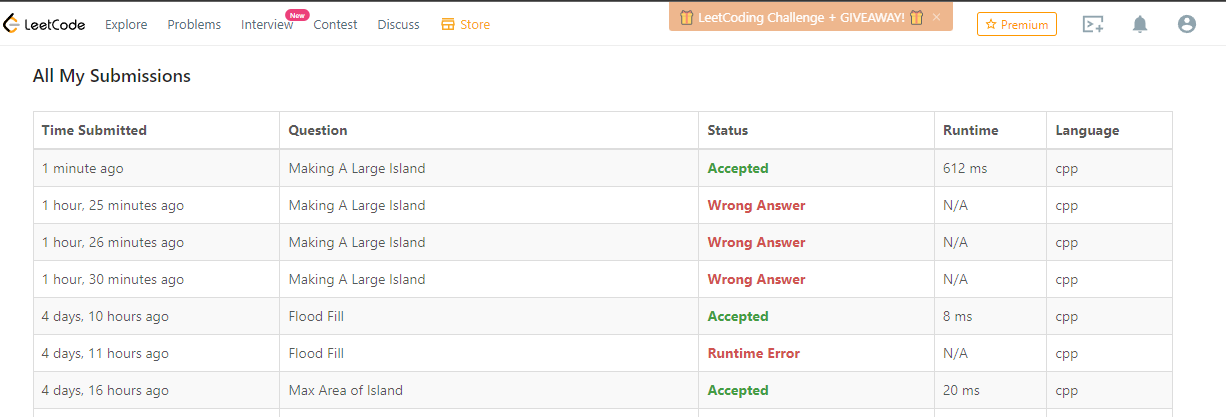 LeetCode Explore Problems Interview New Contest Discuss Store LeetCoding Challenge + GIVEAWAY! × Premium
All My Submissions
Time Submitted Question Status Runtime Language
1 minute ago Making A Large Island Accepted 612 ms cpp
1 hour, 25 minutes ago Making A Large Island Wrong Answer N/A cpp
1 hour, 26 minutes ago Making A Large Island Wrong Answer N/A cpp
1 hour, 30 minutes ago Making A Large Island Wrong Answer N/A cpp
4 days, 10 hours ago Flood Fill Accepted 8 ms cpp
4 days, 11 hours ago Flood Fill Runtime Error N/A cpp
4 days, 16 hours ago Max Area of Island Accepted 20 ms cpp